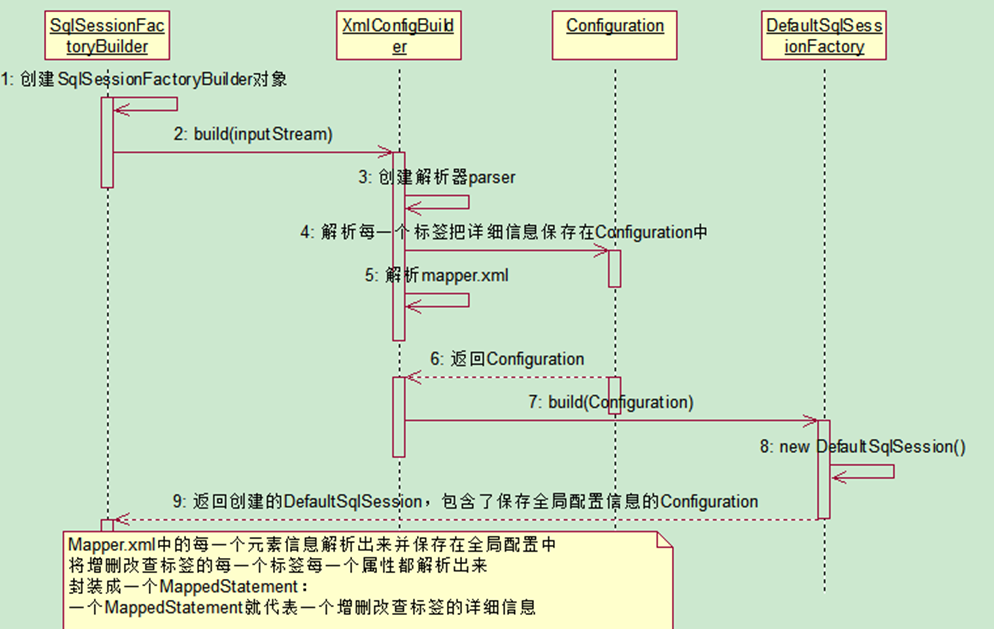 SqlSessionFac
toryBuilder
XmlConfigBuild
er
Configuration
DefaultSqlSess
ionFactory
1: 创建SqlSessionFactoryBuilder对象
2: build(inputStream)
3: 创建解析器parser
4: 解析每一个标签把详细信息保存在Configuration中
5: 解析mapper.xml
6: 返回Configuration
7: build(Configuration)
8: new DefaultSqlSession()
9: 返回创建的DefaultSqlSession，包含了保存全局配置信息的Configuration
Mapper.xml中的每一个元素信息解析出来并保存在全局配置中
将增删改查标签的每一个标签每一个属性都解析出来
封装成一个MappedStatement：
一个MappedStatement就代表一个增删改查标签的详细信息